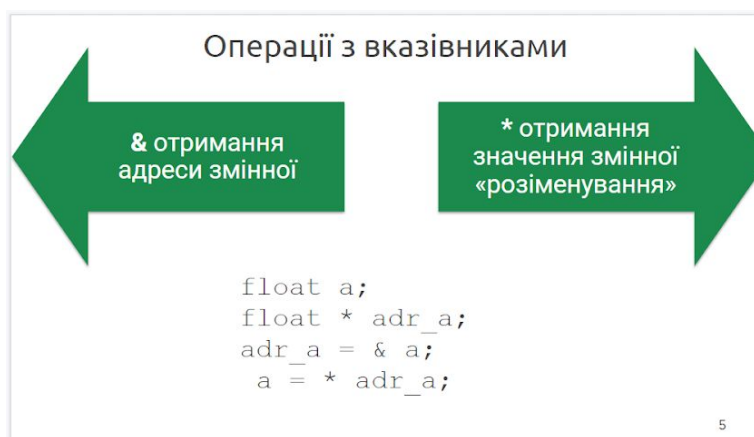 Операції з вказівниками
& отримання
адреси змінної
* отримання
значення змінної
«розіменування»
float a;
float * adr_a;
adr_a = & a;
a = * adr_a;
5